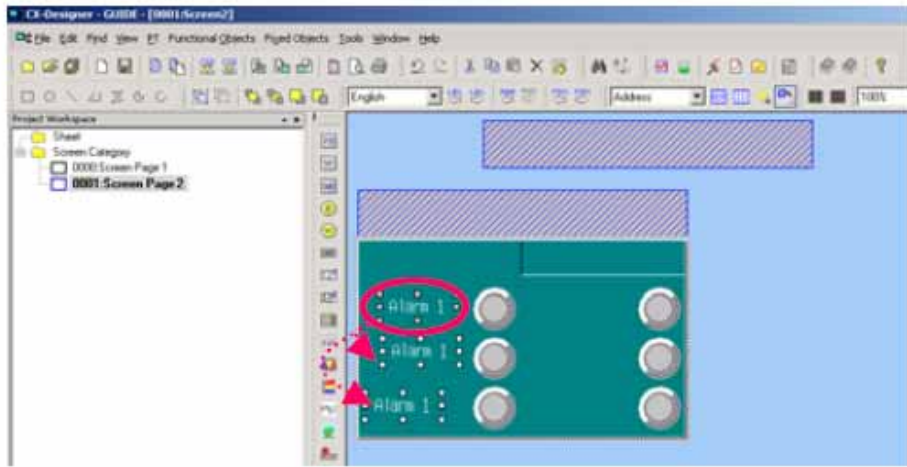 CX-Designer - GUIDE - [0001:Screen2]
File Edit Find View PT Functional Objects Fixed Objects Tools Window Help
English
Address
100%
Project Workspace
Sheet
Screen Category
0000:Screen Page 1
0001:Screen Page 2
Alarm 1
Alarm 1
Alarm 1